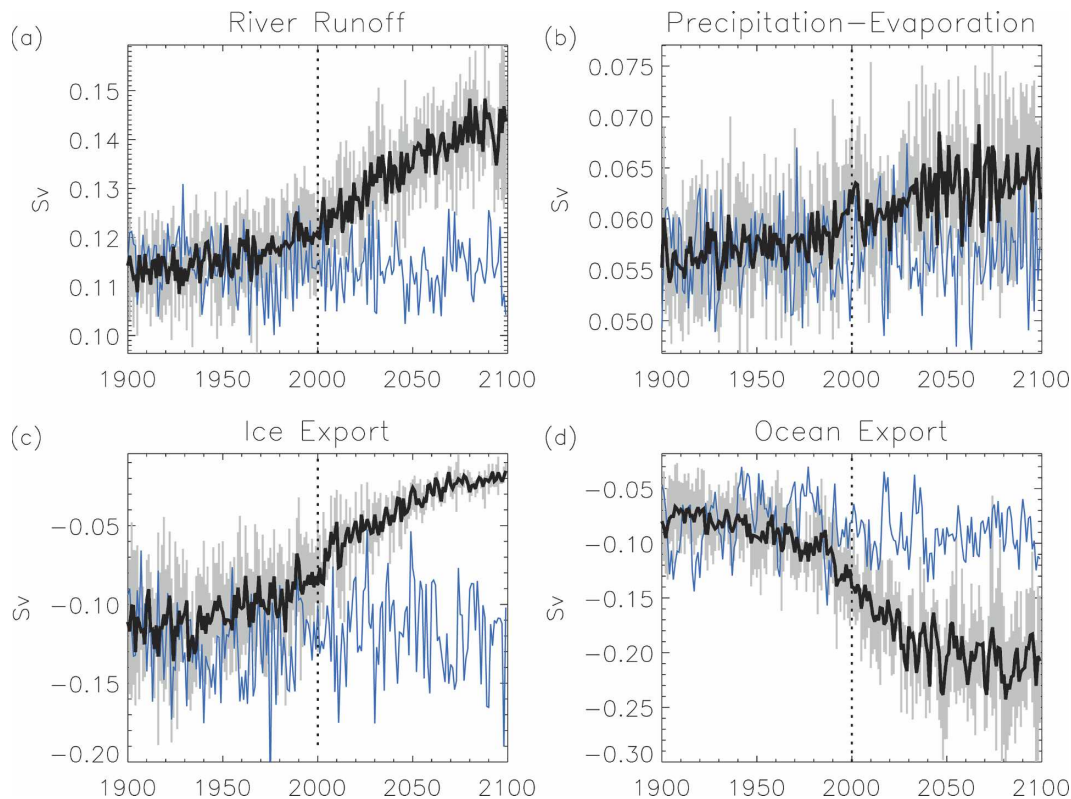 (a) River Runoff
Sv
0.15
0.14
0.13
0.12
0.11
0.10
1900 1950 2000 2050 2100
(b) Precipitation−Evaporation
Sv
0.075
0.070
0.065
0.060
0.055
0.050
1900 1950 2000 2050 2100
(c) Ice Export
Sv
−0.05
−0.10
−0.15
−0.20
1900 1950 2000 2050 2100
(d) Ocean Export
Sv
−0.05
−0.10
−0.15
−0.20
−0.25
−0.30
1900 1950 2000 2050 2100